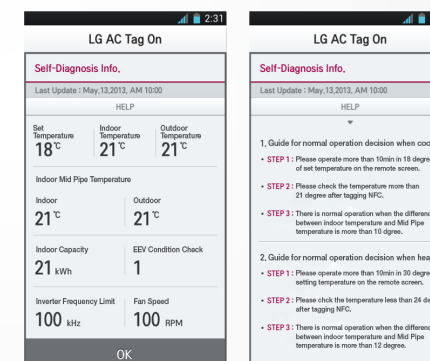 2:31
LG AC Tag On
Self-Diagnosis Info.
Last Update : May,13,2013, AM 10:00
HELP
Set Temperature
18℃
Indoor Temperature
21℃
Outdoor Temperature
21℃
Indoor Mid Pipe Temperature
Indoor
21℃
Outdoor
21℃
Indoor Capacity
21 kWh
EEV Condition Check
1
Inverter Frequency Limit
100 kHz
Fan Speed
100 RPM
OK
LG AC Tag On
Self-Diagnosis Info.
Last Update : May,13,2013, AM 10:00
HELP
1. Guide for normal operation decision when coo
• STEP 1 : Please operate more than 10min in 18 degre
of set temperature on the remote screen.
• STEP 2 : Please check the temperature more than
21 degree after tagging NFC.
• STEP 3 : There is normal operation when the differenc
between indoor temperature and Mid Pipe
temperature is more than 10 dgree.
2. Guide for normal operation decision when hea
• STEP 1 : Please operate more than 10min in 30 degre
setting temperature on the remote screen.
• STEP 2 : Please chck the temperature less than 24 de
after tagging NFC.
• STEP 3 : There is normal operation when the differenc
between indoor temperature and Mid Pipe
temperature is more than 12 degree.